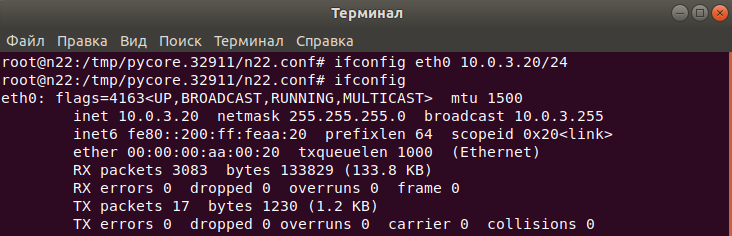 Терминал
Файл Правка Вид Поиск Терминал Справка
root@n22:/tmp/pycore.32911/n22.conf# ifconfig eth0 10.0.3.20/24
root@n22:/tmp/pycore.32911/n22.conf# ifconfig
eth0: flags=4163<UP,BROADCAST,RUNNING,MULTICAST>  mtu 1500
        inet 10.0.3.20  netmask 255.255.255.0  broadcast 10.0.3.255
        inet6 fe80::200:ff:feaa:20  prefixlen 64  scopeid 0x20<link>
        ether 00:00:00:aa:00:20  txqueuelen 1000  (Ethernet)
        RX packets 3083  bytes 133829 (133.8 KB)
        RX errors 0  dropped 0  overruns 0  frame 0
        TX packets 17  bytes 1230 (1.2 KB)
        TX errors 0  dropped 0 overruns 0  carrier 0  collisions 0